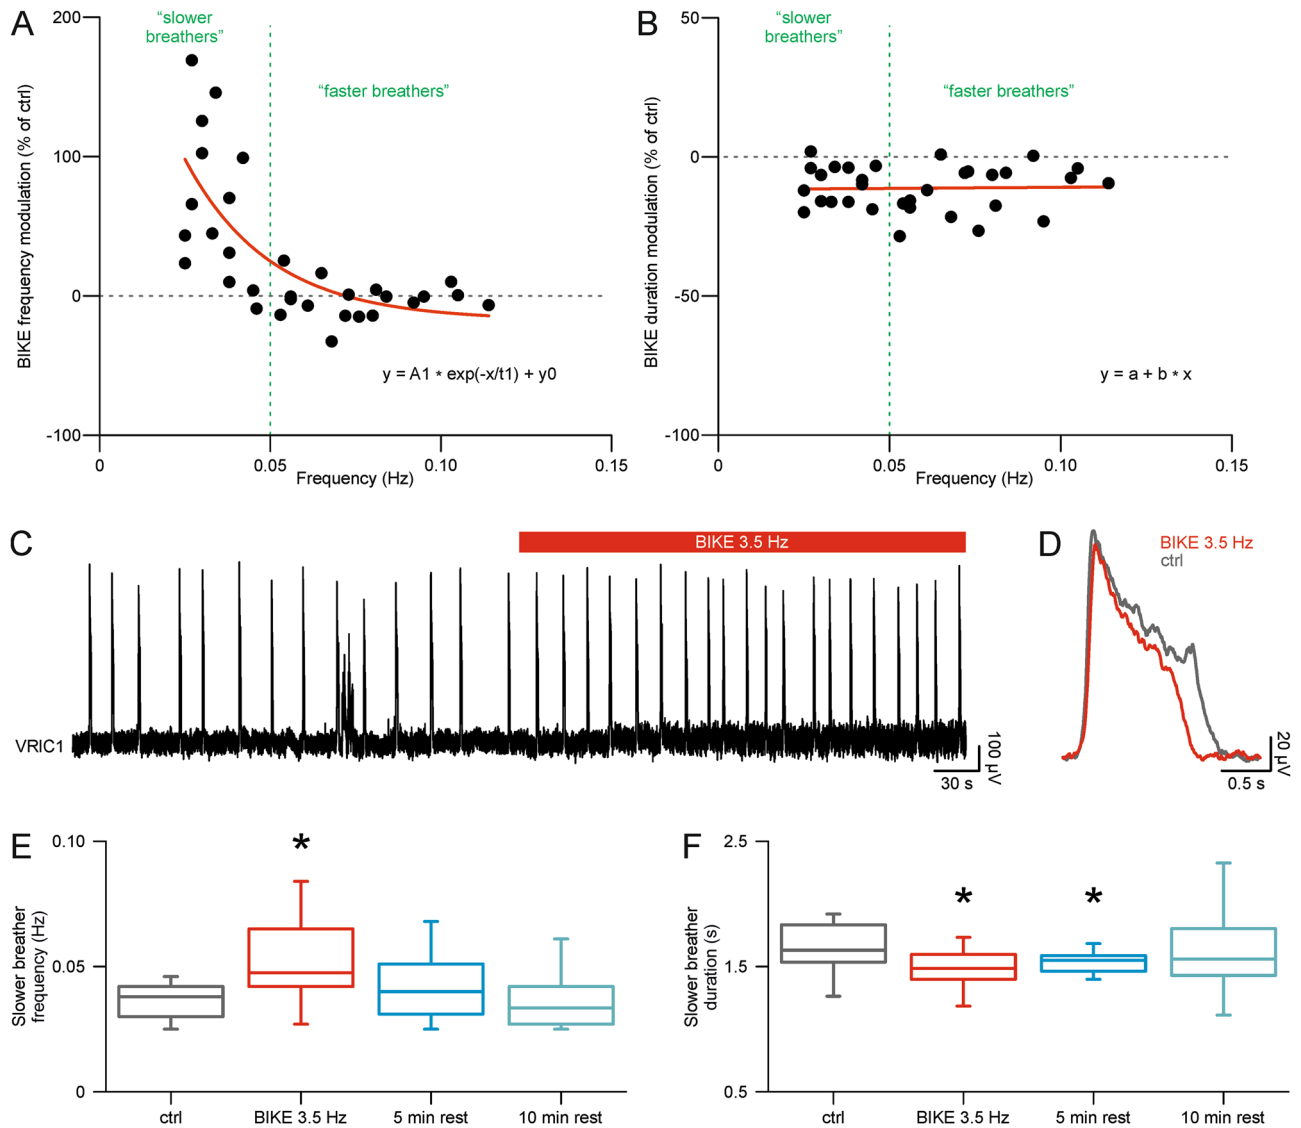 A
200
100
0
-100
BIKE frequency modulation (% of ctrl)
“slower
breathers”
“faster breathers”
y = A1 * exp(-x/t1) + y0
0
0.05
0.10
0.15
Frequency (Hz)
B
50
0
-50
-100
BIKE duration modulation (% of ctrl)
“slower
breathers”
“faster breathers”
y = a + b * x
0
0.05
0.10
0.15
Frequency (Hz)
C
BIKE 3.5 Hz
VRIC1
100 µV
30 s
D
BIKE 3.5 Hz
ctrl
20 µV
0.5 s
E
0.10
0.05
0
Slower breather
frequency (Hz)
*
ctrl
BIKE 3.5 Hz
5 min rest
10 min rest
F
2.5
1.5
0.5
Slower breather
duration (s)
*
*
ctrl
BIKE 3.5 Hz
5 min rest
10 min rest